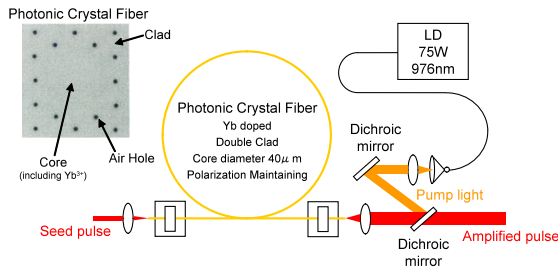 Photonic Crystal Fiber
Clad
Core
(including Yb³⁺)
Air Hole
Photonic Crystal Fiber
Yb doped
Double Clad
Core diameter 40μ m
Polarization Maintaining
LD
75W
976nm
Dichroic
mirror
Pump light
Seed pulse
Amplified pulse
Dichroic
mirror